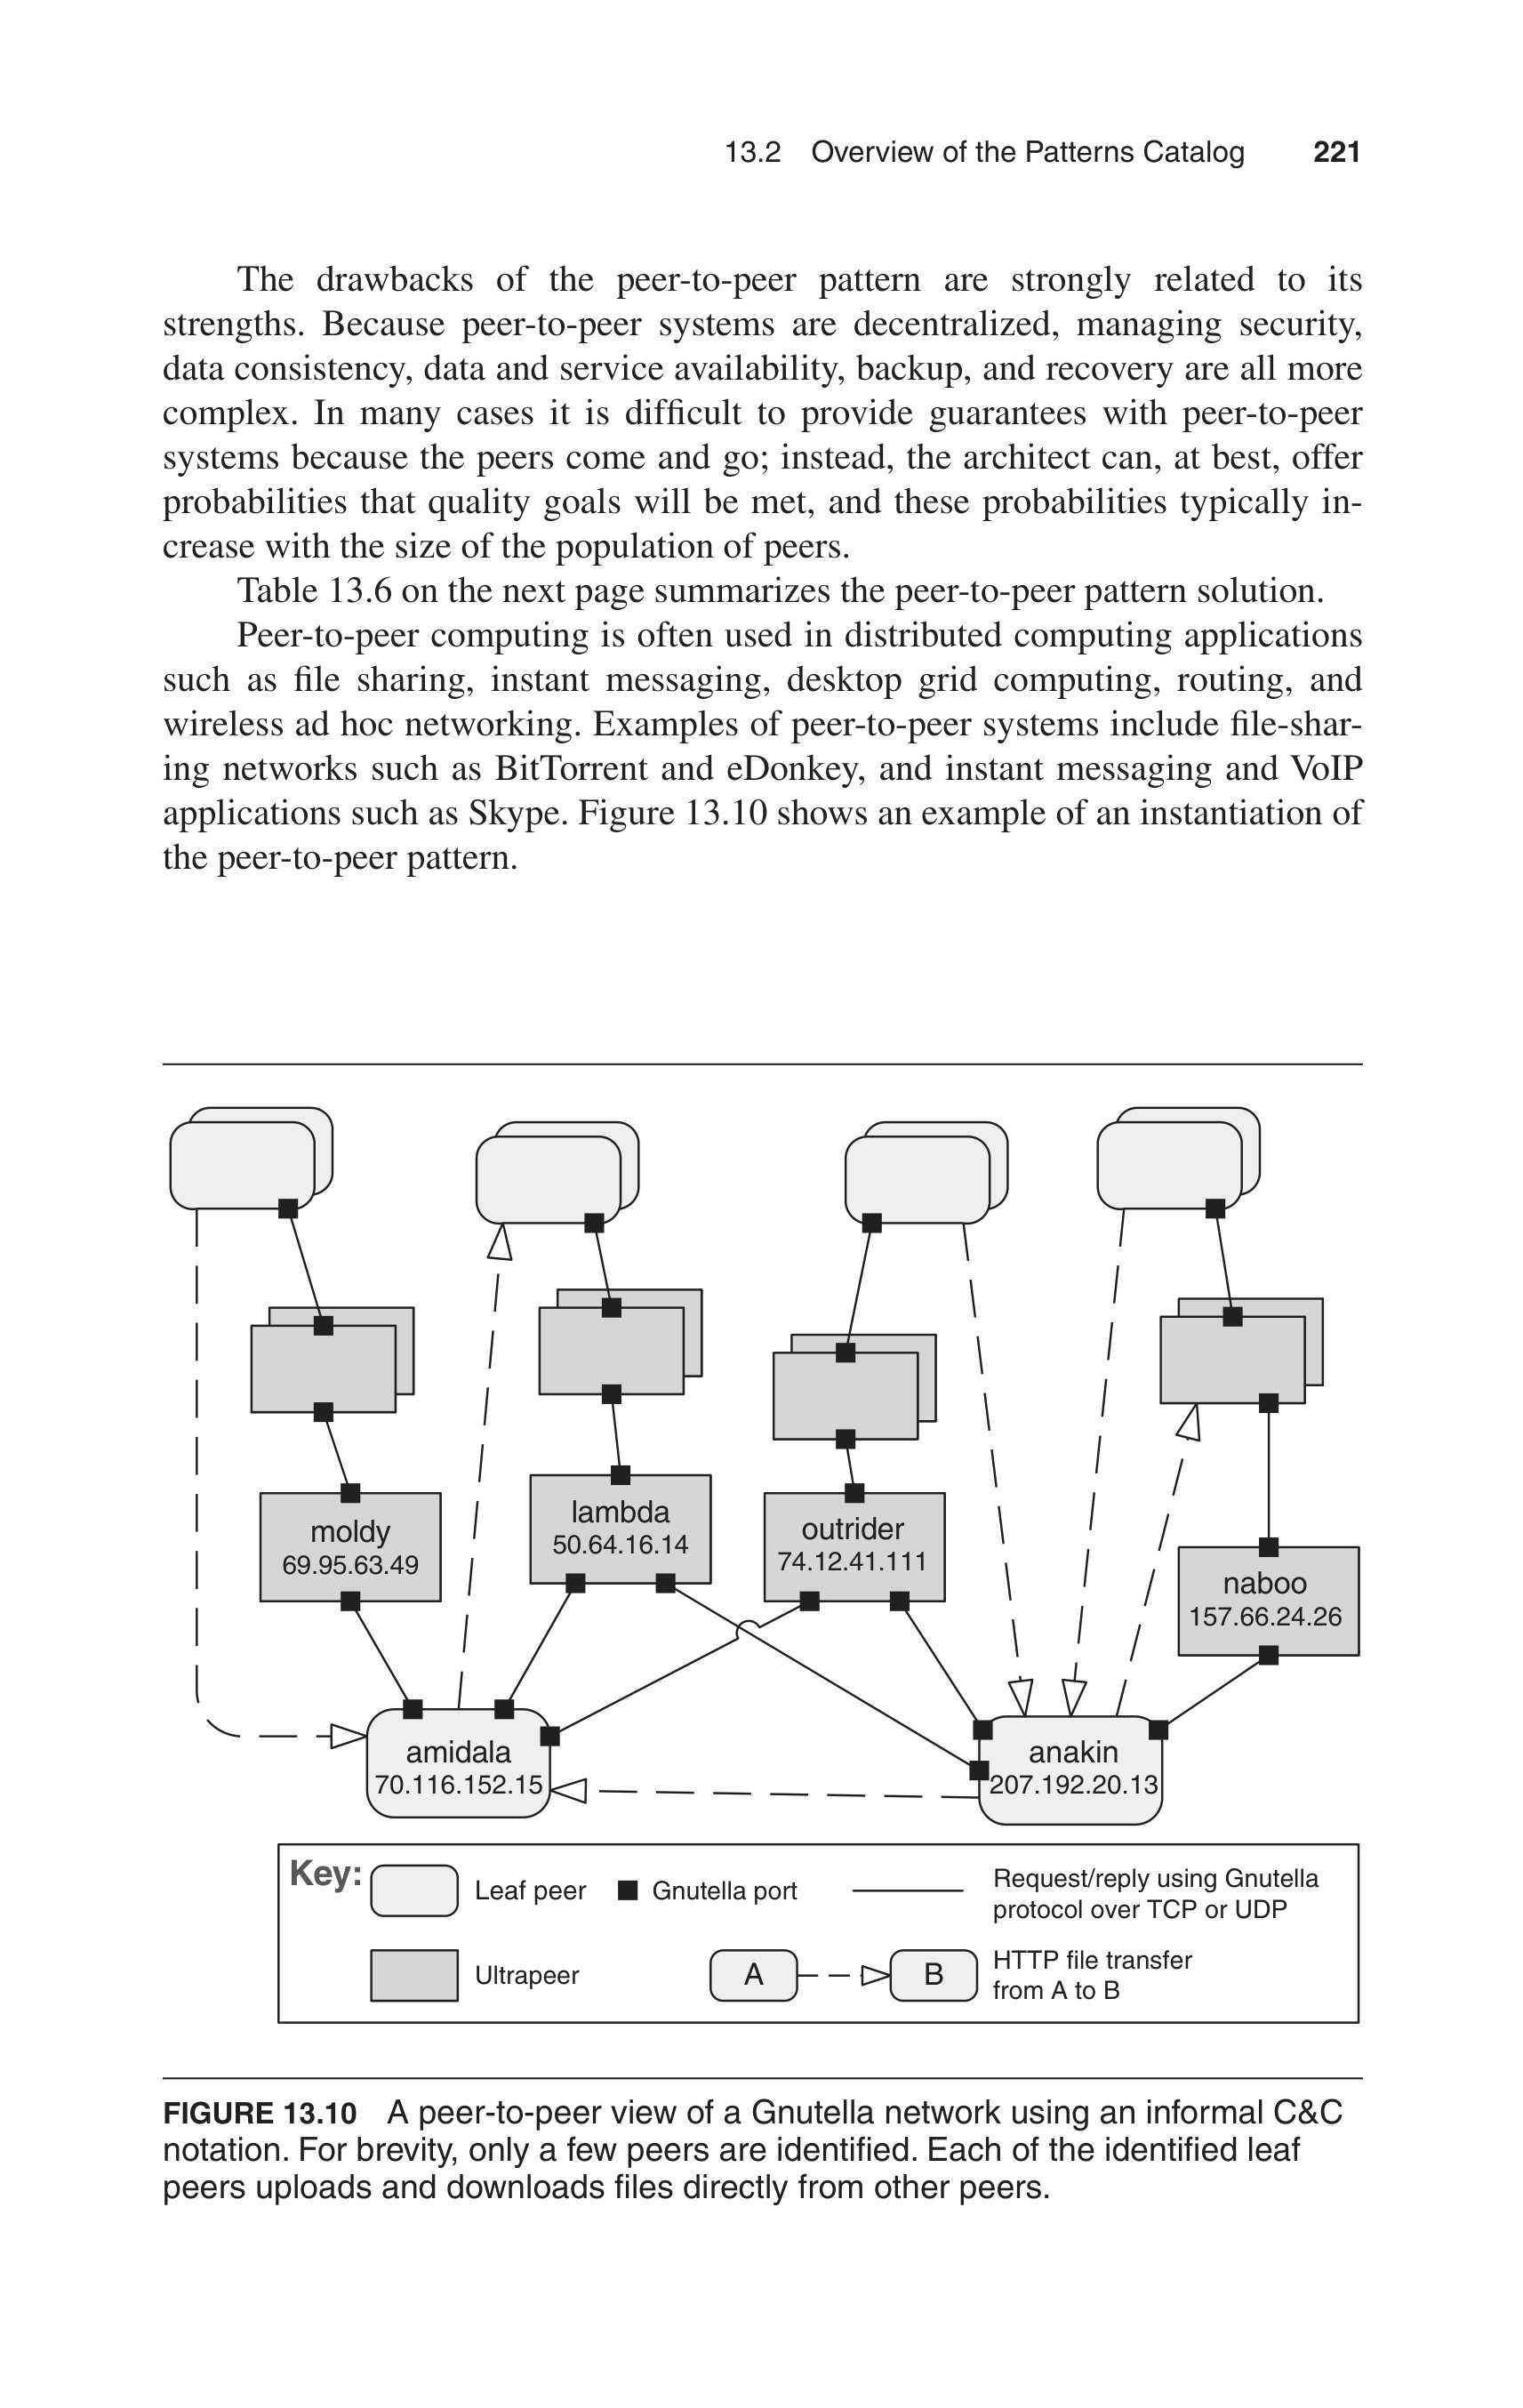 13.2 Overview of the Patterns Catalog 221
The drawbacks of the peer-to-peer pattern are strongly related to its
strengths. Because peer-to-peer systems are decentralized, managing security,
data consistency, data and service availability, backup, and recovery are all more
complex. In many cases it is difficult to provide guarantees with peer-to-peer
systems because the peers come and go; instead, the architect can, at best, offer
probabilities that quality goals will be met, and these probabilities typically in-
crease with the size of the population of peers.
Table 13.6 on the next page summarizes the peer-to-peer pattern solution.
Peer-to-peer computing is often used in distributed computing applications
such as file sharing, instant messaging, desktop grid computing, routing, and
wireless ad hoc networking. Examples of peer-to-peer systems include file-shar-
ing networks such as BitTorrent and eDonkey, and instant messaging and VoIP
applications such as Skype. Figure 13.10 shows an example of an instantiation of
the peer-to-peer pattern.
moldy
69.95.63.49
lambda
50.64.16.14
outrider
74.12.41.111
naboo
157.66.24.26
amidala
70.116.152.15
anakin
207.192.20.13
Key:
Leaf peer
Gnutella port
Request/reply using Gnutella
protocol over TCP or UDP
Ultrapeer
A
B
HTTP file transfer
from A to B
FIGURE 13.10 A peer-to-peer view of a Gnutella network using an informal C&C
notation. For brevity, only a few peers are identified. Each of the identified leaf
peers uploads and downloads files directly from other peers.